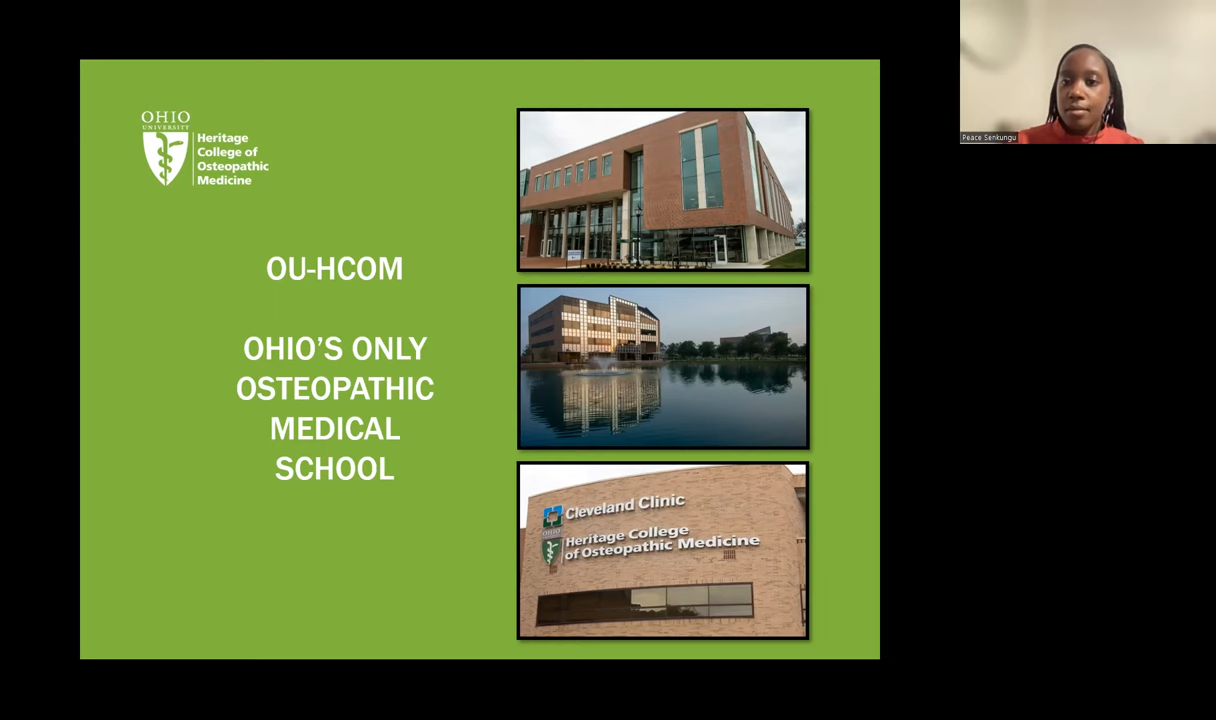 OHIO
UNIVERSITY
Heritage
College of
Osteopathic
Medicine
OU-HCOM
OHIO'S ONLY
OSTEOPATHIC
MEDICAL
SCHOOL
Cleveland Clinic
OHIO
Heritage College
of Osteopathic Medicine
Peace Senkungu